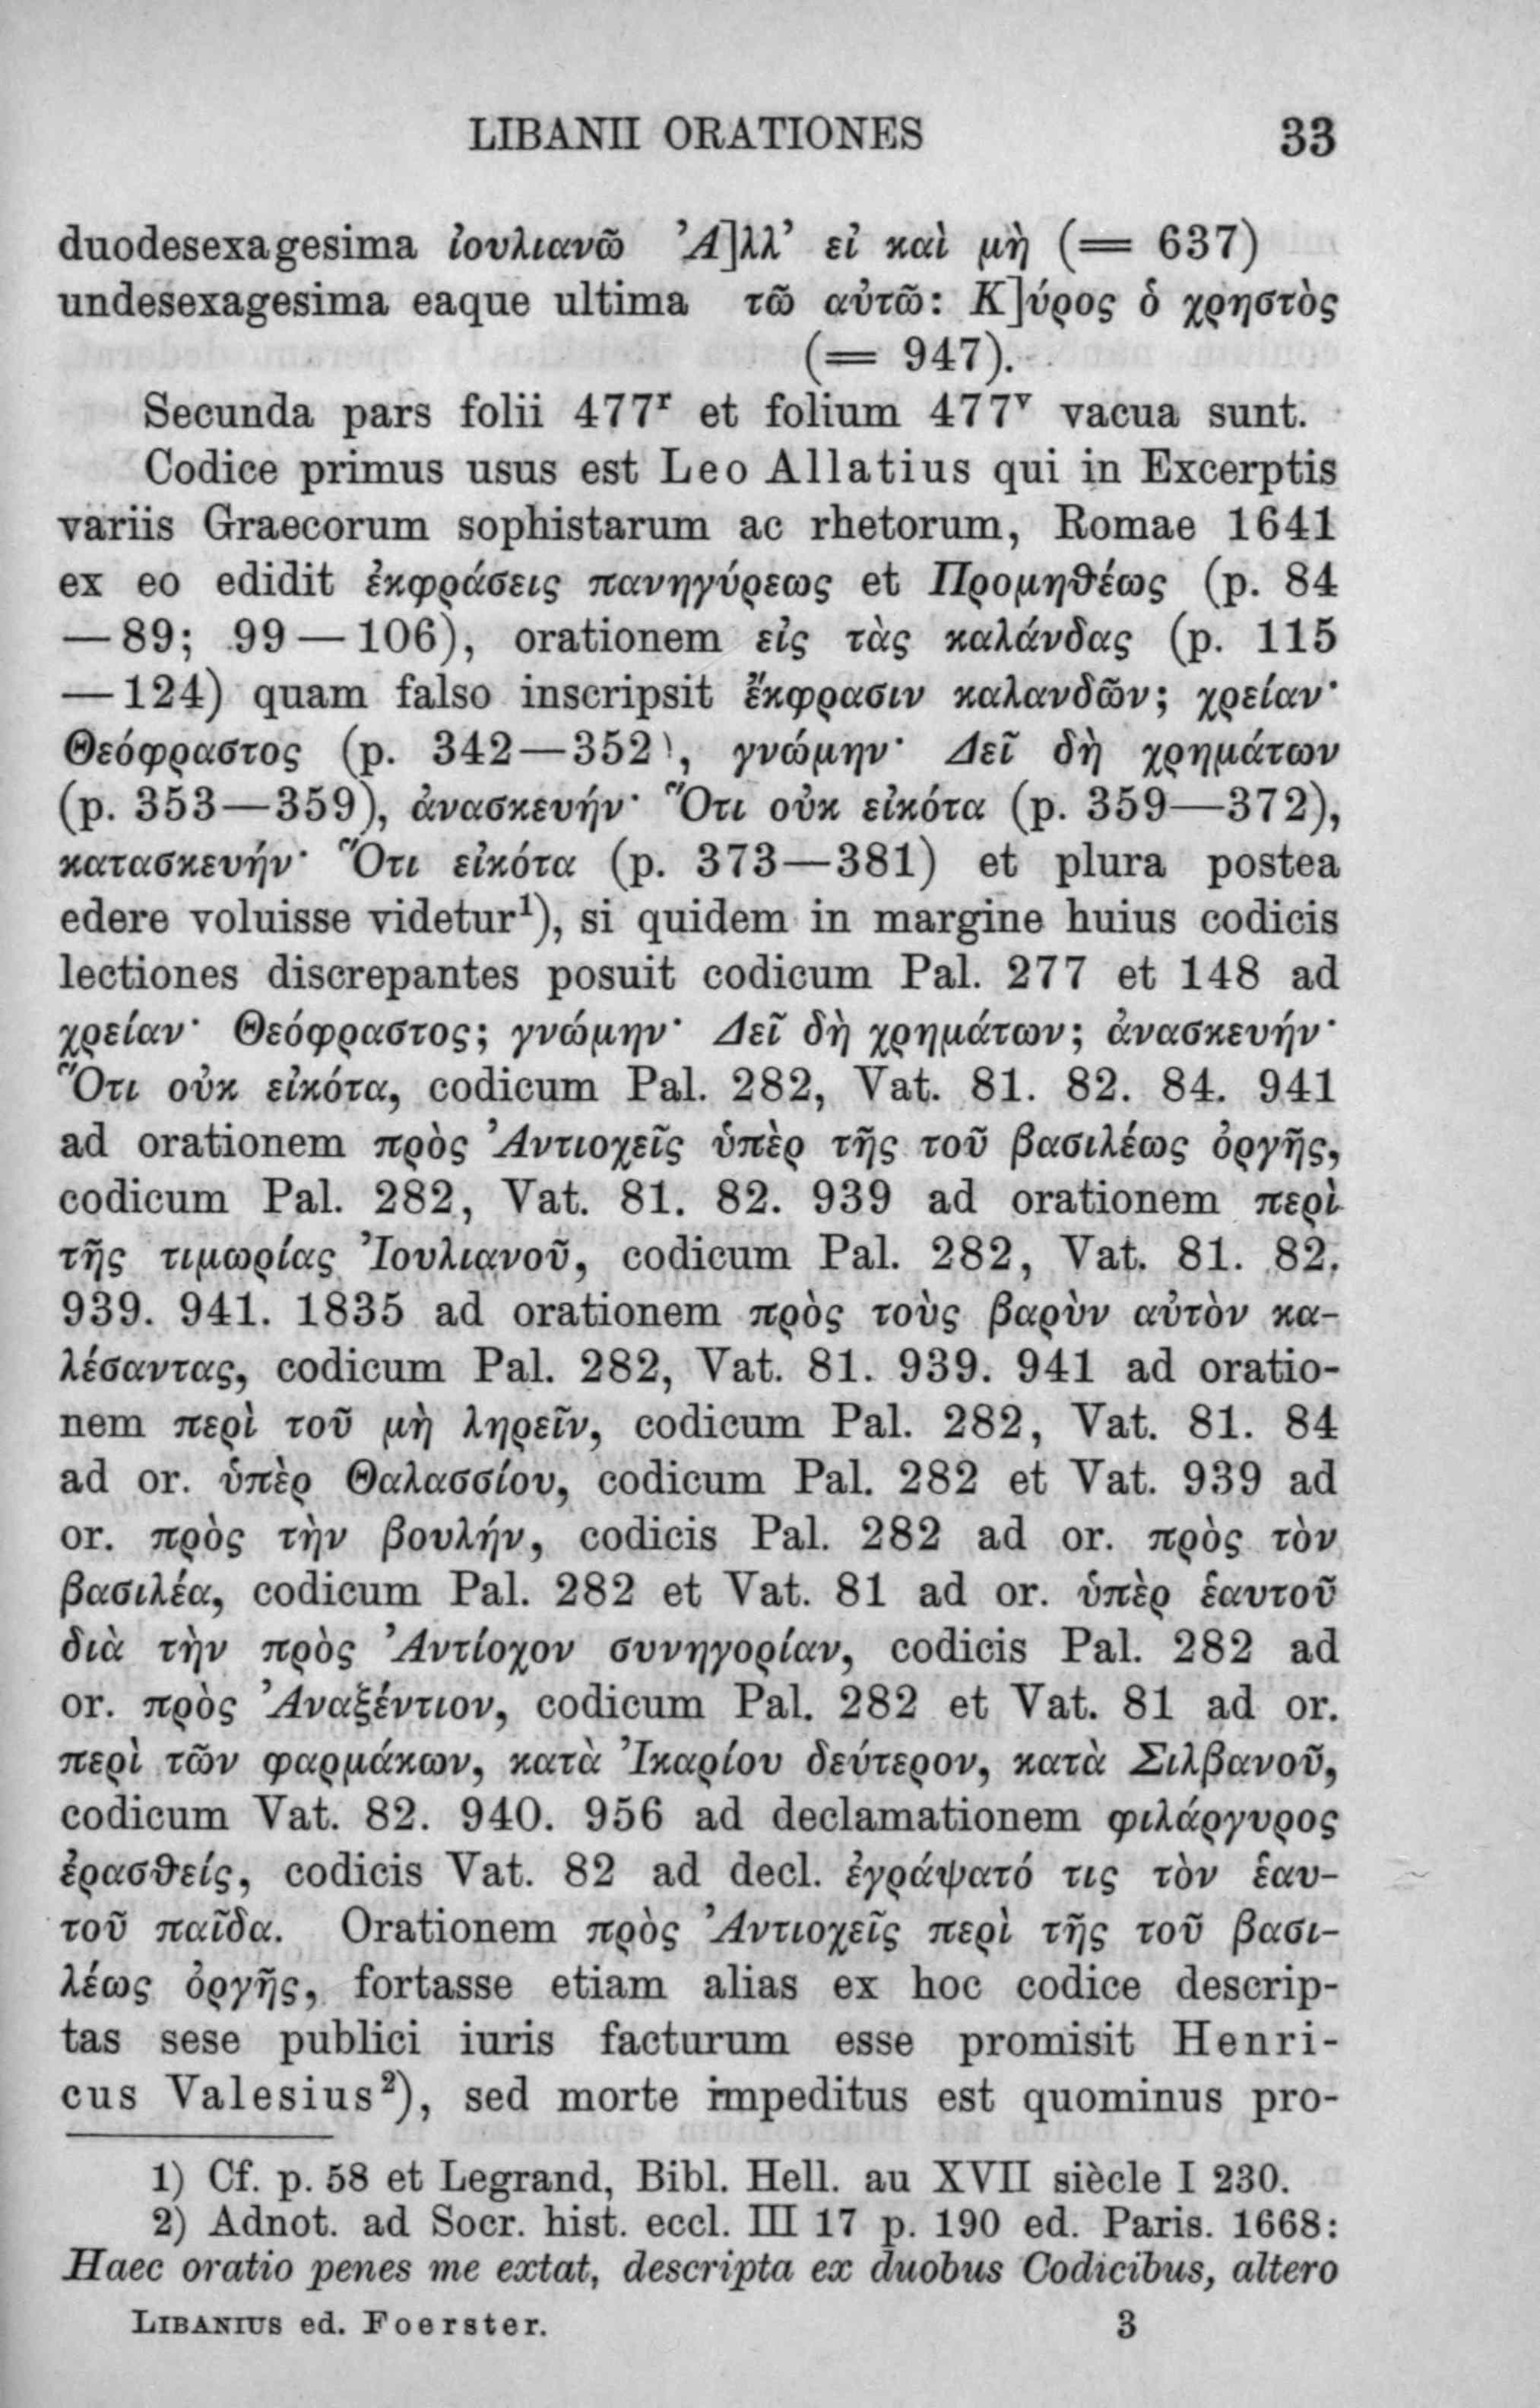 LIBANII ORATIONES 33
duodesexagesima ἰουλιανῶ Ἀ]λλ’ εἰ καὶ μὴ (= 637)
undesexagesima eaque ultima τῶ αὐτῶ: Κ]ύρος ὁ χρηστὸς
(= 947).
Secunda pars folii 477ʳ et folium 477ᵛ vacua sunt.
Codice primus usus est Leo Allatius qui in Excerptis
variis Graecorum sophistarum ac rhetorum, Romae 1641
ex eo edidit ἐκφράσεις πανηγύρεως et Προμηθέως (p. 84
—89; 99—106), orationem εἰς τὰς καλάνδας (p. 115
—124) quam falso inscripsit ἔκφρασιν καλανδῶν; χρείαν·
Θεόφραστος (p. 342—352), γνώμην· Δεῖ δὴ χρημάτων
(p. 353—359), ἀνασκευήν· Ὅτι οὐκ εἰκότα (p. 359—372),
κατασκευήν· Ὅτι εἰκότα (p. 373—381) et plura postea
edere voluisse videtur¹), si quidem in margine huius codicis
lectiones discrepantes posuit codicum Pal. 277 et 148 ad
χρείαν· Θεόφραστος; γνώμην· Δεῖ δὴ χρημάτων; ἀνασκευήν·
Ὅτι οὐκ εἰκότα, codicum Pal. 282, Vat. 81. 82. 84. 941
ad orationem πρὸς Ἀντιοχεῖς ὑπὲρ τῆς τοῦ βασιλέως ὀργῆς,
codicum Pal. 282, Vat. 81. 82. 939 ad orationem περὶ
τῆς τιμωρίας Ἰουλιανοῦ, codicum Pal. 282, Vat. 81. 82.
939. 941. 1835 ad orationem πρὸς τοὺς βαρὺν αὐτὸν κα-
λέσαντας, codicum Pal. 282, Vat. 81. 939. 941 ad oratio-
nem περὶ τοῦ μὴ ληρεῖν, codicum Pal. 282, Vat. 81. 84
ad or. ὑπὲρ Θαλασσίου, codicum Pal. 282 et Vat. 939 ad
or. πρὸς τὴν βουλήν, codicis Pal. 282 ad or. πρὸς τὸν
βασιλέα, codicum Pal. 282 et Vat. 81 ad or. ὑπὲρ ἑαυτοῦ
διὰ τὴν πρὸς Ἀντίοχον συνηγορίαν, codicis Pal. 282 ad
or. πρὸς Ἀναξέντιον, codicum Pal. 282 et Vat. 81 ad or.
περὶ τῶν φαρμάκων, κατὰ Ἰκαρίου δεύτερον, κατὰ Σιλβανοῦ,
codicum Vat. 82. 940. 956 ad declamationem φιλάργυρος
ἐρασθείς, codicis Vat. 82 ad decl. ἐγράψατό τις τὸν ἑαυ-
τοῦ παῖδα. Orationem πρὸς Ἀντιοχεῖς περὶ τῆς τοῦ βασι-
λέως ὀργῆς, fortasse etiam alias ex hoc codice descrip-
tas sese publici iuris facturum esse promisit Henri-
cus Valesius²), sed morte impeditus est quominus pro-
1) Cf. p. 58 et Legrand, Bibl. Hell. au XVII siècle I 230.
2) Adnot. ad Socr. hist. eccl. III 17 p. 190 ed. Paris. 1668:
Haec oratio penes me extat, descripta ex duobus Codicibus, altero
LIBANIUS ed. Foerster. 3